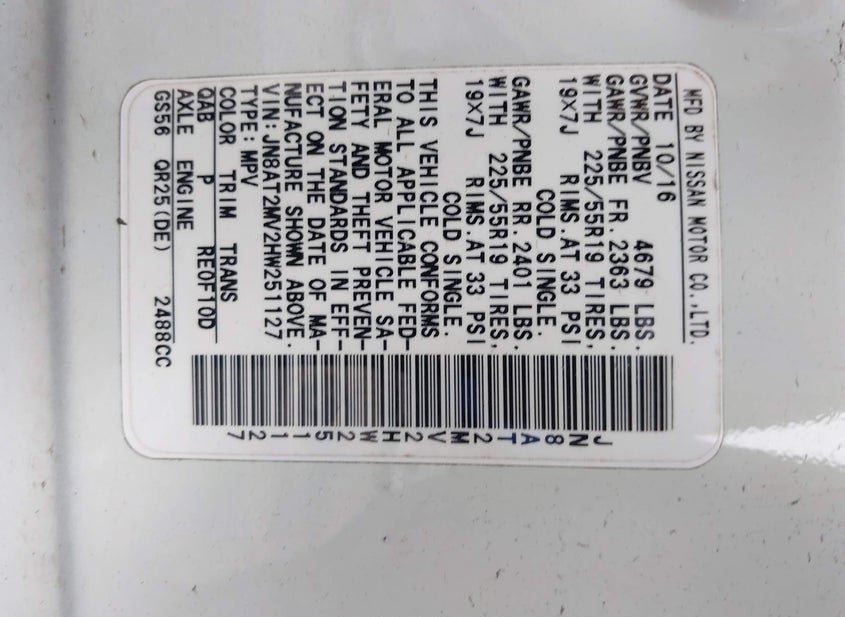 MFD BY NISSAN MOTOR CO.,LTD.
DATE 10/16
GVWR/PNBV 4679 LBS.
GAWR/PNBE FR. 2363 LBS.
WITH 225/55R19 TIRES,
19X7J RIMS.AT 33 PSI
COLD SINGLE.
GAWR/PNBE RR. 2401 LBS.
WITH 225/55R19 TIRES,
19X7J RIMS.AT 33 PSI
COLD SINGLE.
THIS VEHICLE CONFORMS
TO ALL APPLICABLE FED-
ERAL MOTOR VEHICLE SA-
FETY AND THEFT PREVEN-
TION STANDARDS IN EFF-
ECT ON THE DATE OF MA-
NUFACTURE SHOWN ABOVE.
VIN:JN8AT2MV2HW251127
TYPE:MPV
COLOR TRIM TRANS
QAB P RE0F10D
AXLE ENGINE
GS56 QR25(DE) 2488CC
JN8AT2MV2HW251127